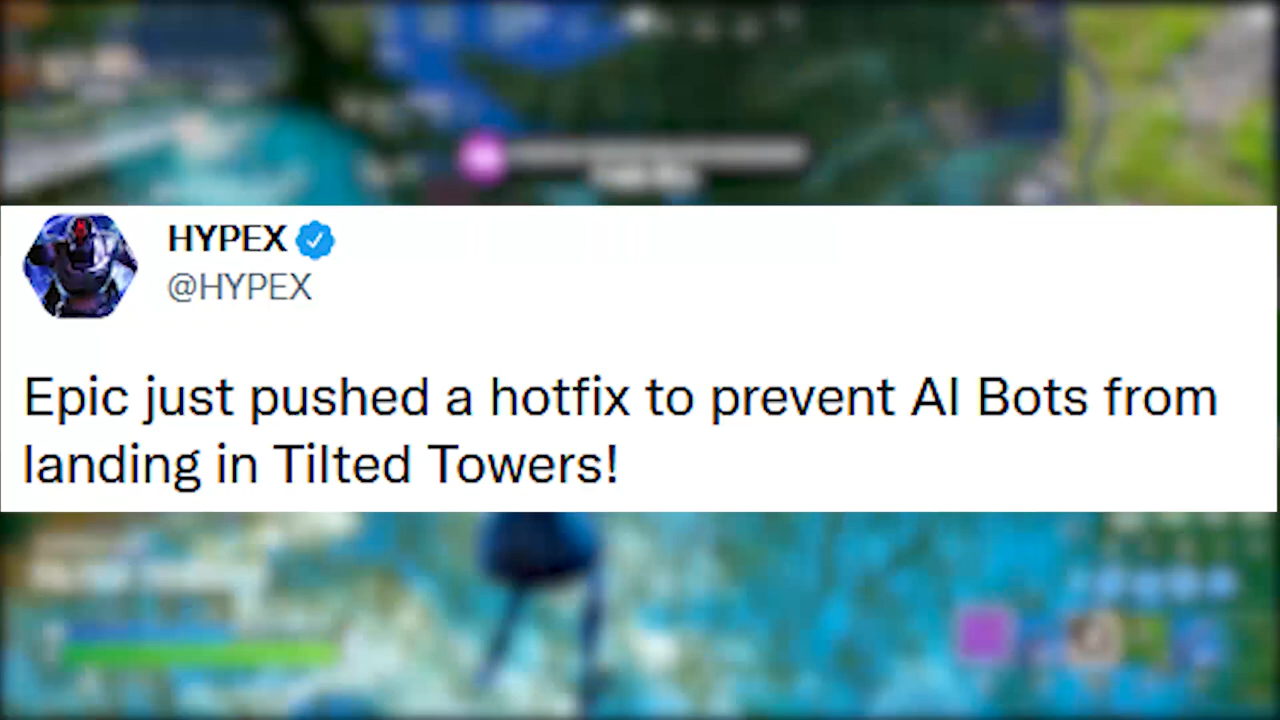 HYPEX
@HYPEX
Epic just pushed a hotfix to prevent AI Bots from
landing in Tilted Towers!